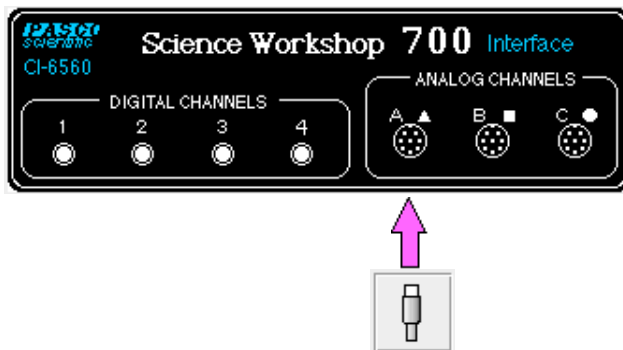 PASCO
scientific
CI-6560
Science Workshop 700 Interface
DIGITAL CHANNELS
1 2 3 4
ANALOG CHANNELS
A B C